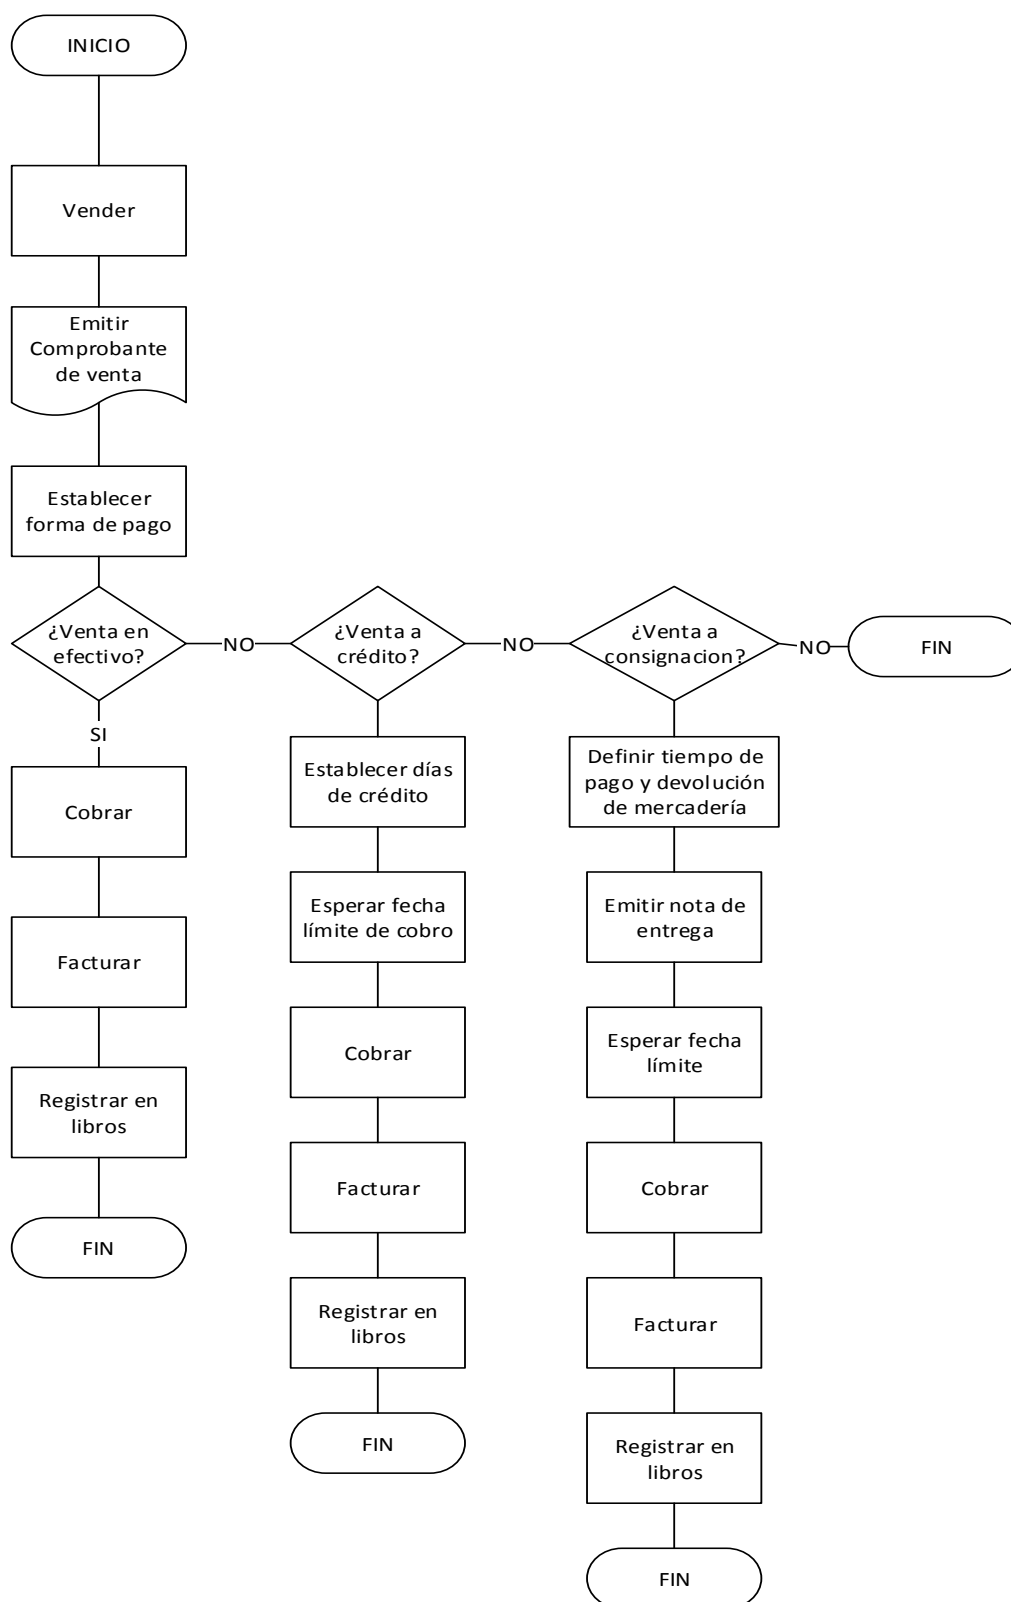 INICIO
Vender
Emitir
Comprobante
de venta
Establecer
forma de pago
¿Venta en
efectivo?
NO
¿Venta a
crédito?
NO
¿Venta a
consignacion?
NO
FIN
SI
Cobrar
Facturar
Registrar en
libros
FIN
Establecer días
de crédito
Esperar fecha
límite de cobro
Cobrar
Facturar
Registrar en
libros
FIN
Definir tiempo de
pago y devolución
de mercadería
Emitir nota de
entrega
Esperar fecha
límite
Cobrar
Facturar
Registrar en
libros
FIN